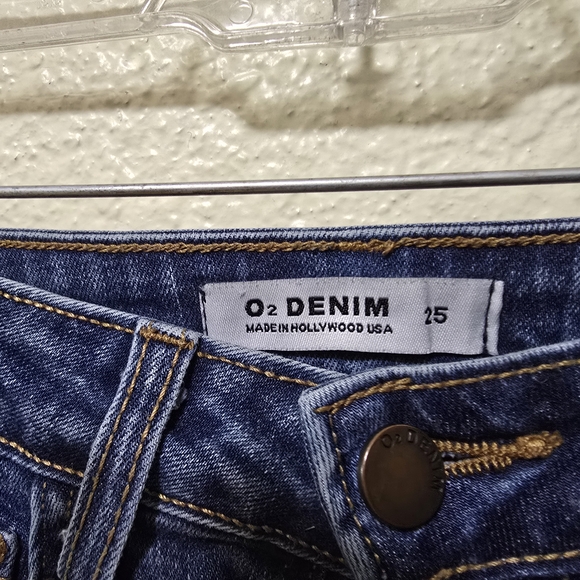 O2 DENIM
MADE IN HOLLYWOOD USA
25
O2 DENIM